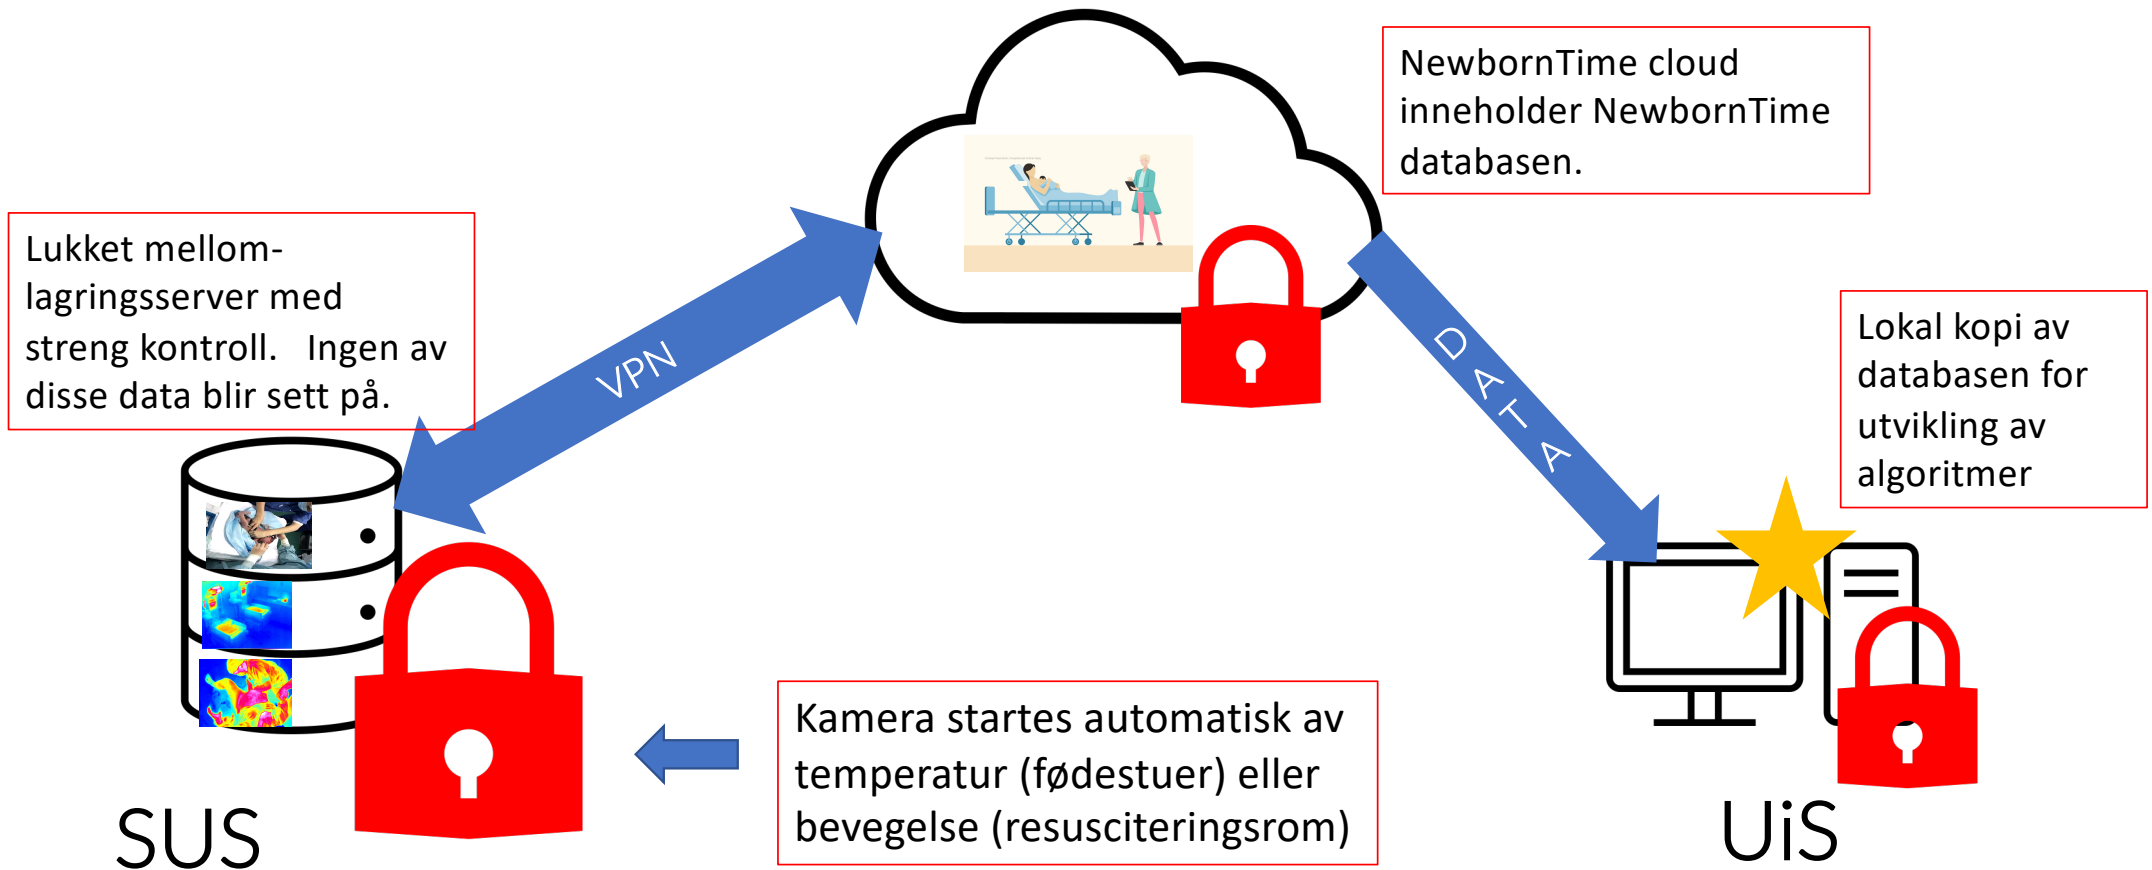 NewbornTime cloud
inneholder NewbornTime
databasen.
Lukket mellom-
lagringsserver med
streng kontroll.   Ingen av
disse data blir sett på.
VPN
DATA
Lokal kopi av
databasen for
utvikling av
algoritmer
Kamera startes automatisk av
temperatur (fødestuer) eller
bevegelse (resusciteringsrom)
SUS
UiS